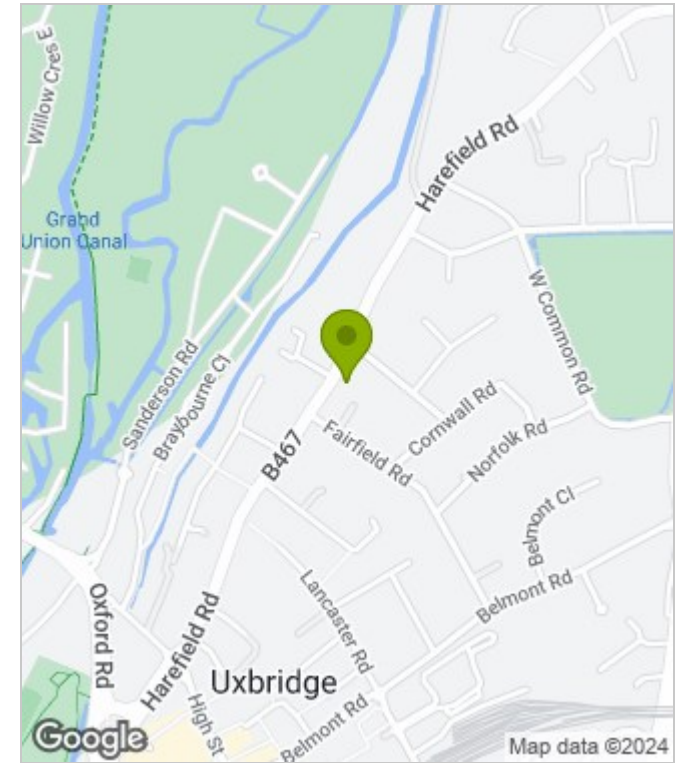 Willow Cres E
Harefield Rd
Grand
Union Canal
W Common Rd
Sanderson Rd
Braybourne Cl
Cornwall Rd
Norfolk Rd
Fairfield Rd
B467
Belmont Cl
Belmont Rd
Lancaster Rd
Oxford Rd
Harefield Rd
Uxbridge
High St
Belmont Rd
Google
Map data ©2024